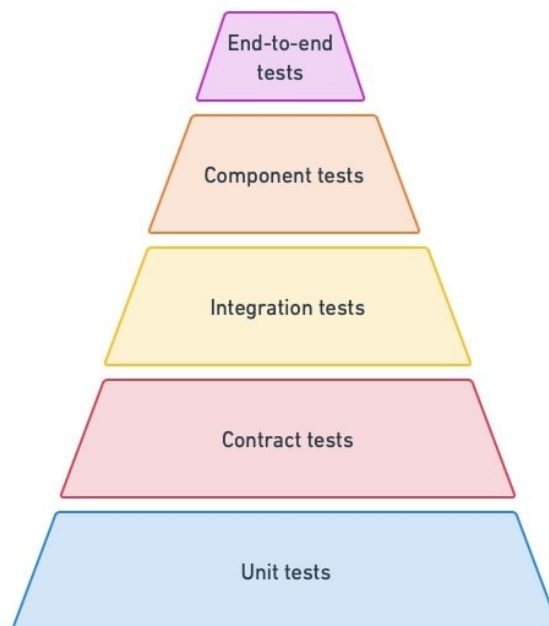 End-to-end
tests
Component tests
Integration tests
Contract tests
Unit tests